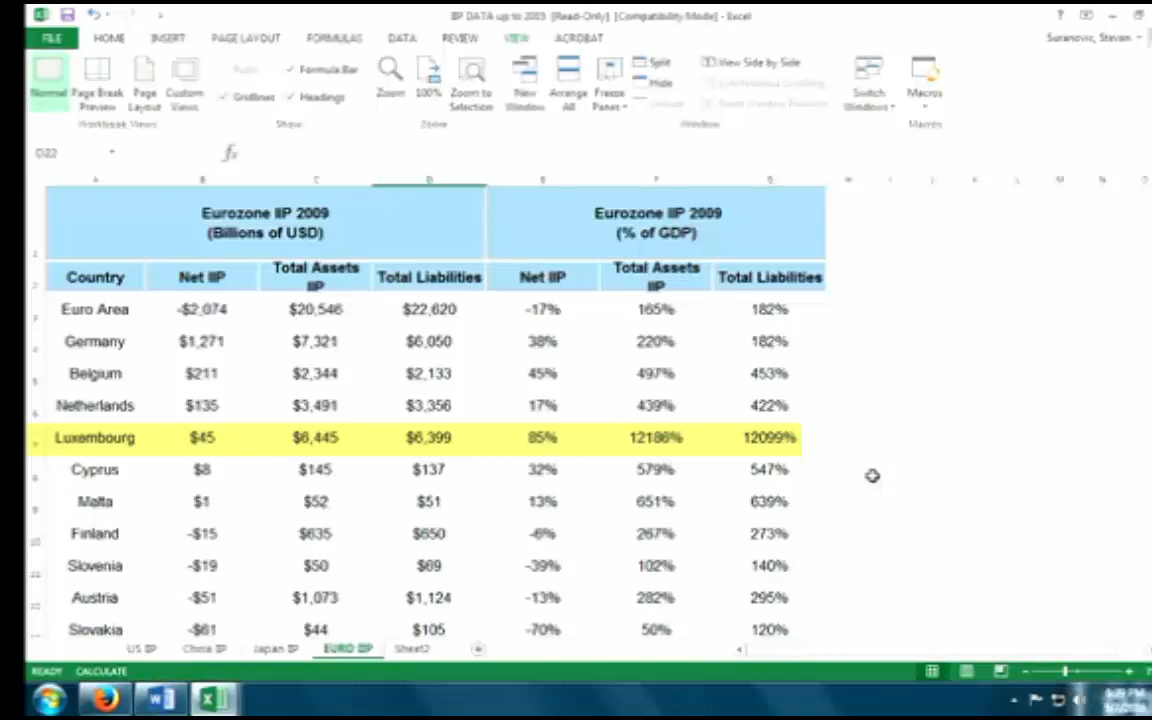 IIP DATA up to 2015 [Read-Only] [Compatibility Mode] - Excel
FILE HOME INSERT PAGE LAYOUT FORMULAS DATA REVIEW VIEW ACROBAT Suranovic, Steven
Normal Page Break Preview Page Layout Custom Views Formula Bar Gridlines Headings Zoom 100% Zoom to Selection New Window Arrange All Freeze Panes Split Hide View Side by Side Switch Windows Macros
Workbook Views Show Zoom Window Macros
D22 fx
Eurozone IIP 2009 (Billions of USD) Eurozone IIP 2009 (% of GDP)
Country Net IIP Total Assets IIP Total Liabilities Net IIP Total Assets IIP Total Liabilities
Euro Area -$2,074 $20,546 $22,620 -17% 165% 182%
Germany $1,271 $7,321 $6,050 38% 220% 182%
Belgium $211 $2,344 $2,133 45% 497% 453%
Netherlands $135 $3,491 $3,356 17% 439% 422%
Luxembourg $45 $6,445 $6,399 85% 12186% 12099%
Cyprus $8 $145 $137 32% 579% 547%
Malta $1 $52 $51 13% 651% 639%
Finland -$15 $635 $650 -6% 267% 273%
Slovenia -$19 $50 $69 -39% 102% 140%
Austria -$51 $1,073 $1,124 -13% 282% 295%
Slovakia -$61 $44 $105 -70% 50% 120%
US IIP China IIP Japan IIP EURO IIP Sheet2
READY CALCULATE